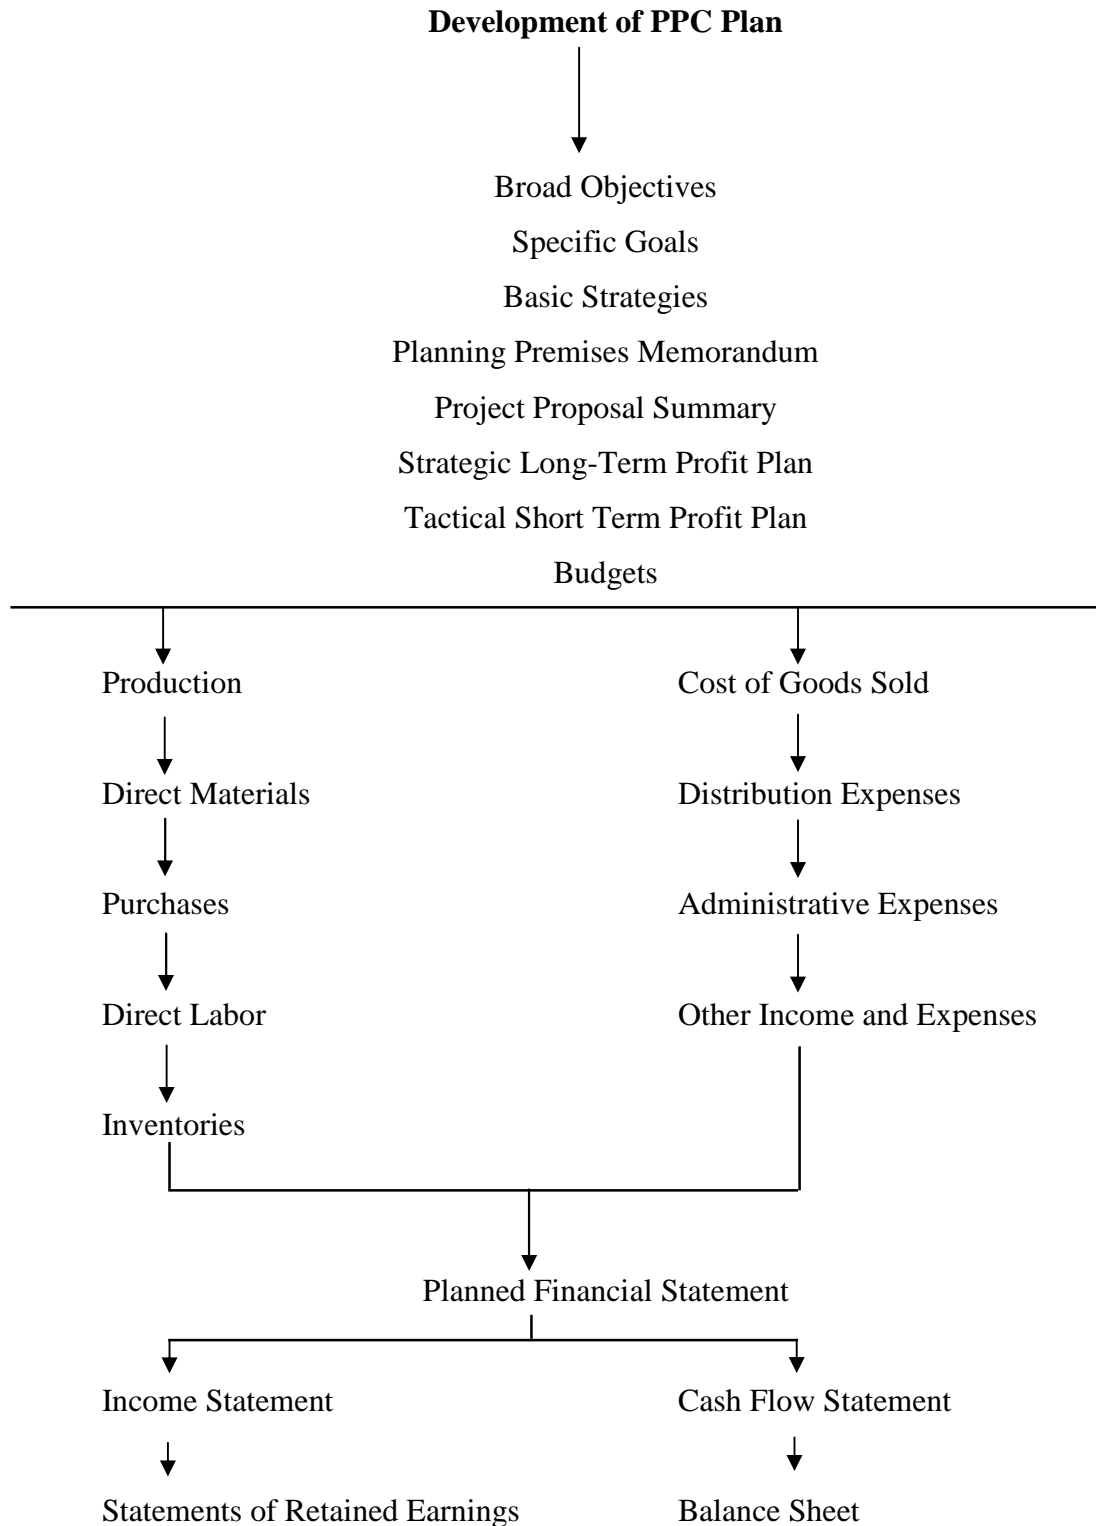 Development of PPC Plan
Broad Objectives
Specific Goals
Basic Strategies
Planning Premises Memorandum
Project Proposal Summary
Strategic Long-Term Profit Plan
Tactical Short Term Profit Plan
Budgets
Production
Cost of Goods Sold
Direct Materials
Distribution Expenses
Purchases
Administrative Expenses
Direct Labor
Other Income and Expenses
Inventories
Planned Financial Statement
Income Statement
Cash Flow Statement
Statements of Retained Earnings
Balance Sheet